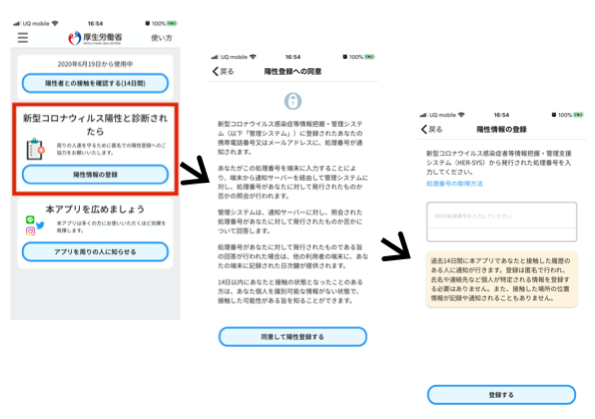 UQ mobile 16:54 100%
厚生労働省
使い方
2020年6月19日から使用中
陽性者との接触を確認する(14日間)
新型コロナウィルス陽性と診断され
たら
周りの人達を守るために匿名での陽性登録へのご
協力をお願いいたします。
陽性情報の登録
本アプリを広めましょう
本アプリは多くの方にお使いいただくほど効果を
発揮します。
アプリを周りの人に知らせる
UQ mobile 16:54 100%
戻る 陽性登録への同意
新型コロナウイルス感染症等情報把握・管理システ
ム（以下「管理システム」）に登録されたあなたの
携帯電話番号又はメールアドレスに、処理番号が通
知されます。
あなたがこの処理番号を端末に入力することによ
り、端末から通知サーバーを経由して管理システムに
対し、処理番号があなたに対して発行されたものか
否かの照会が行われます。
管理システムは、通知サーバーに対し、照会された
処理番号があなたに対して発行されたものか否かに
ついて回答します。
処理番号があなたに対して発行されたものである旨
の回答が行われた場合は、他の利用者の端末に、あな
たの端末に記録された日次鍵が提供されます。
14日以内にあなたと接触の状態となったことのある
方は、あなた個人を識別可能な情報がない状態で、
接触した可能性がある旨を知ることができます。
同意して陽性登録する
UQ mobile 16:54 100%
戻る 陽性情報の登録
新型コロナウイルス感染症者等情報把握・管理支援
システム（HER-SYS）から発行された処理番号を入
力してください。
処理番号の取得方法
8桁の処理番号を入力してください
過去14日間に本アプリであなたと接触した履歴の
ある人に通知が行きます。登録は匿名で行われ、
氏名や連絡先など個人が特定される情報を登録す
る必要はありません。また、接触した場所の位置
情報が記録や通知されることもありません。
登録する